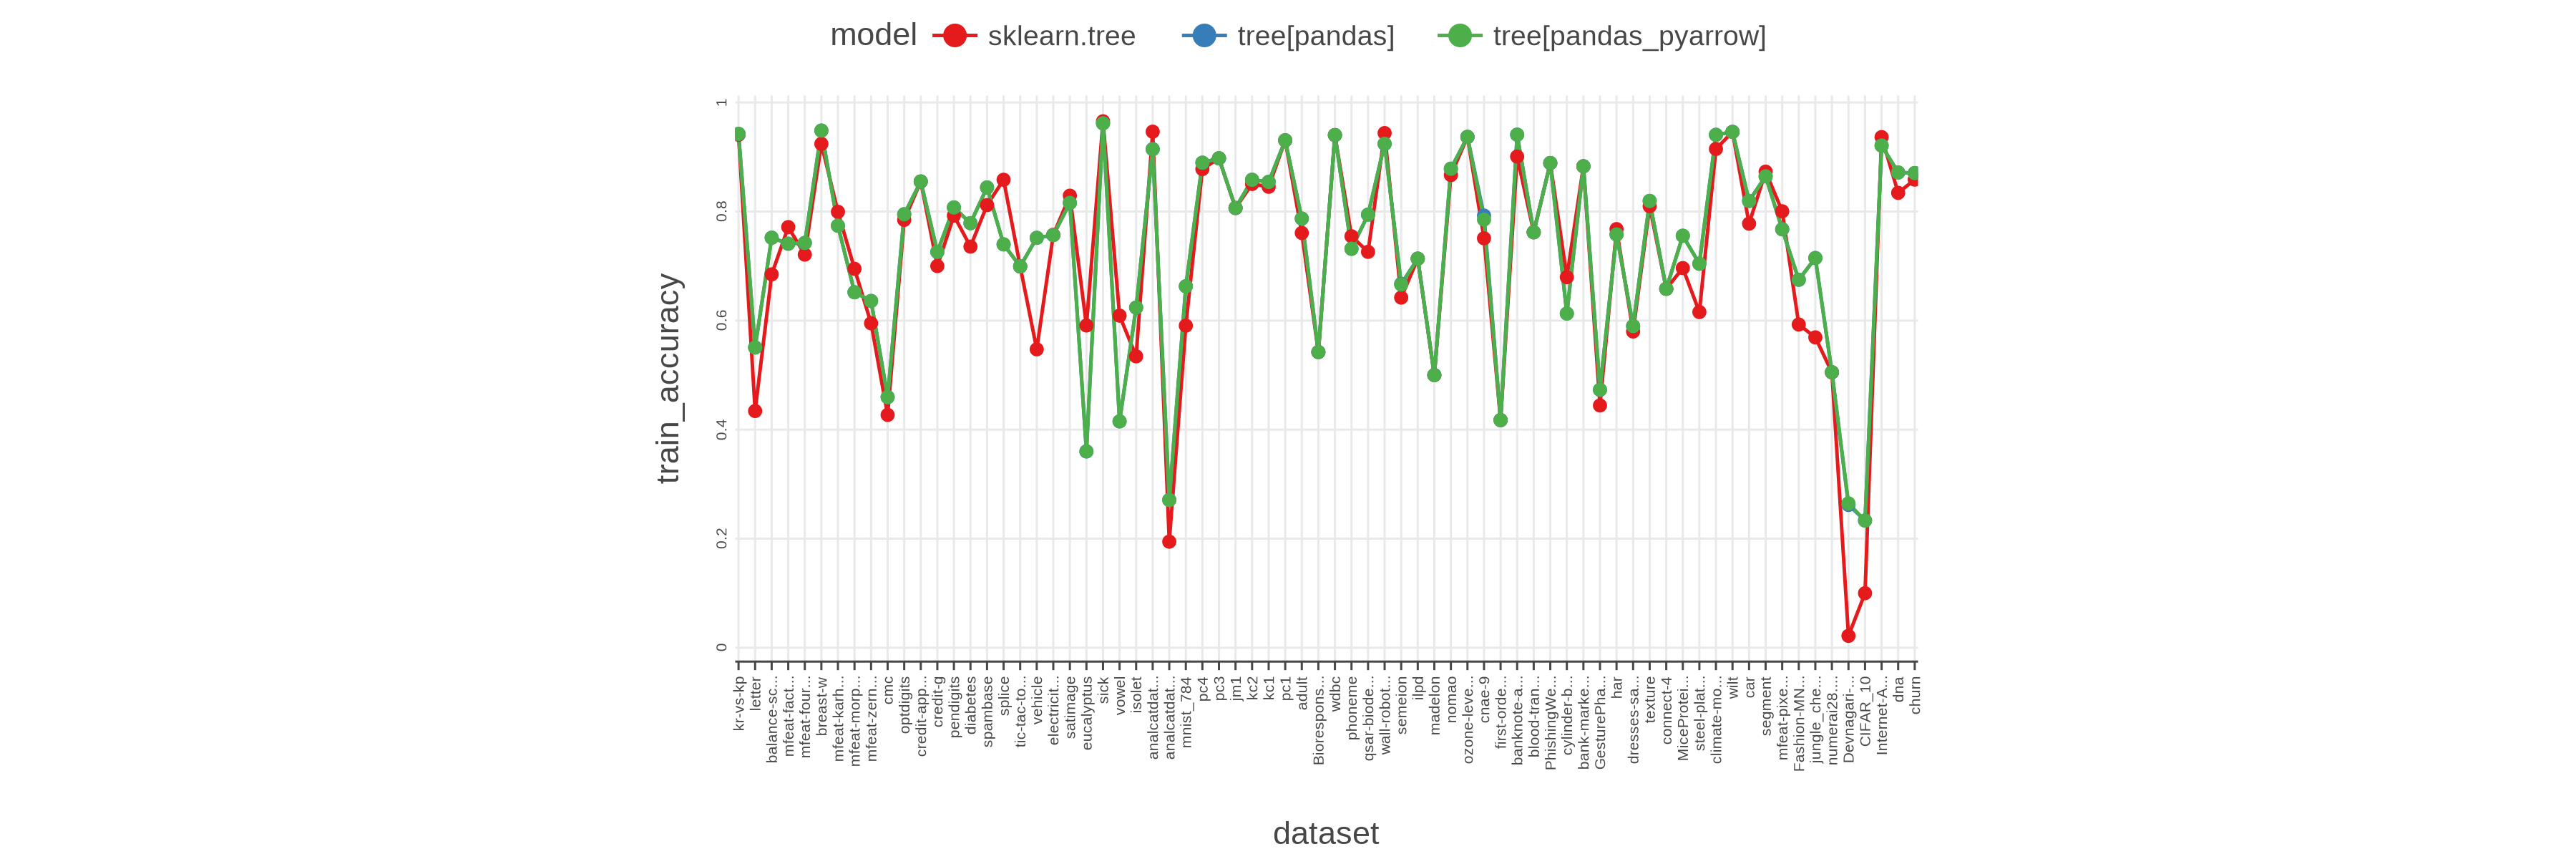 model sklearn.tree tree[pandas] tree[pandas_pyarrow]
train_accuracy
1
0.8
0.6
0.4
0.2
0
kr-vs-kp
letter
balance-sc...
mfeat-fact...
mfeat-four...
breast-w
mfeat-karh...
mfeat-morp...
mfeat-zern...
cmc
optdigits
credit-app...
credit-g
pendigits
diabetes
spambase
splice
tic-tac-to...
vehicle
electricit...
satimage
eucalyptus
sick
vowel
isolet
analcatdat...
analcatdat...
mnist_784
pc4
pc3
jm1
kc2
kc1
pc1
adult
Biorespons...
wdbc
phoneme
qsar-biode...
wall-robot...
semeion
ilpd
madelon
nomao
ozone-leve...
cnae-9
first-orde...
banknote-a...
blood-tran...
PhishingWe...
cylinder-b...
bank-marke...
GesturePha...
har
dresses-sa...
texture
connect-4
MiceProtei...
steel-plat...
climate-mo...
wilt
car
segment
mfeat-pixe...
Fashion-MN...
jungle_che...
numerai28....
Devnagari-...
CIFAR_10
Internet-A...
dna
churn
dataset